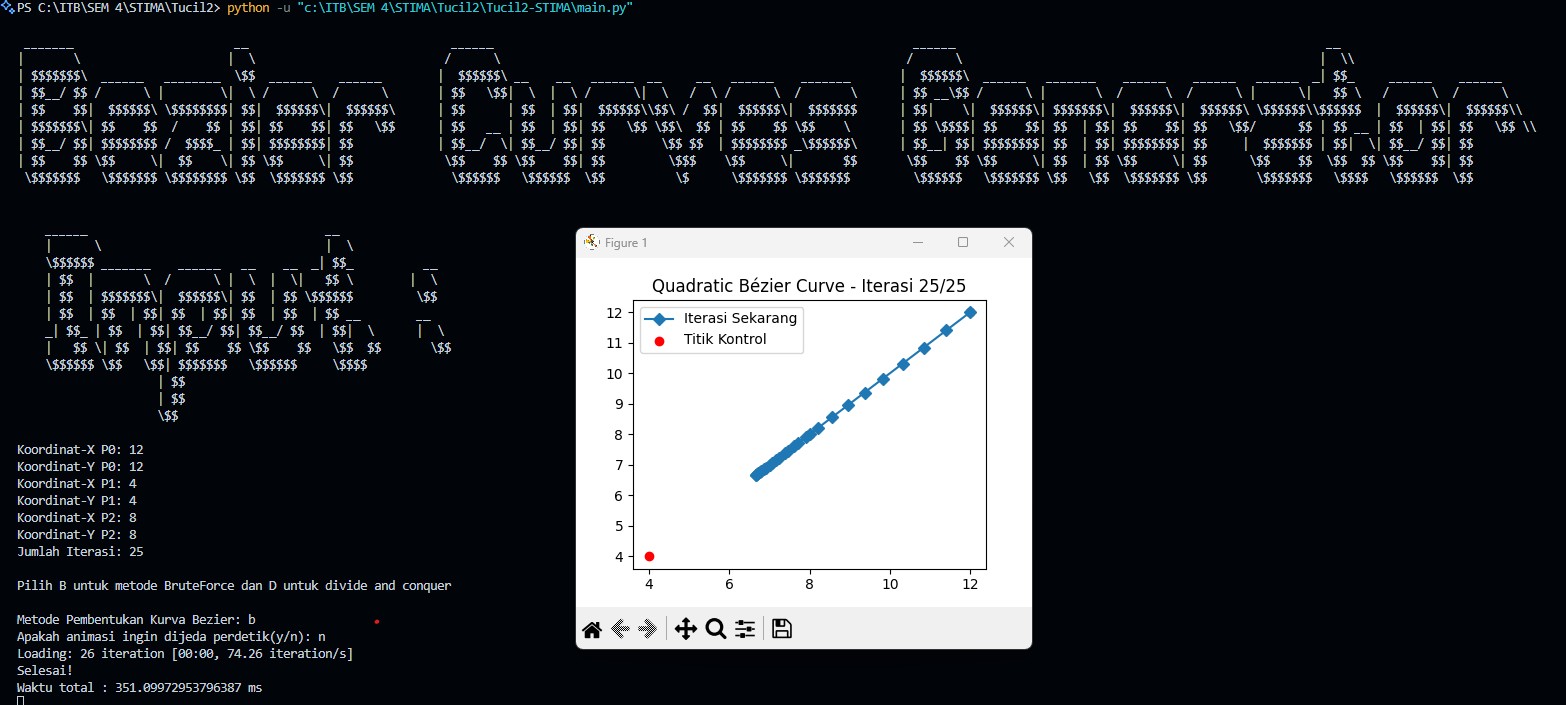 PS C:\ITB\SEM 4\STIMA\Tucil2> python -u "c:\ITB\SEM 4\STIMA\Tucil2\Tucil2-STIMA\main.py"
Bezier Curves Generator
Input :
Figure 1
Quadratic Bézier Curve - Iterasi 25/25
Iterasi Sekarang
Titik Kontrol
12
11
10
9
8
7
6
5
4
4 6 8 10 12
Koordinat-X P0: 12
Koordinat-Y P0: 12
Koordinat-X P1: 4
Koordinat-Y P1: 4
Koordinat-X P2: 8
Koordinat-Y P2: 8
Jumlah Iterasi: 25
Pilih B untuk metode BruteForce dan D untuk divide and conquer
Metode Pembentukan Kurva Bezier: b
Apakah animasi ingin dijeda perdetik(y/n): n
Loading: 26 iteration [00:00, 74.26 iteration/s]
Selesai!
Waktu total : 351.09972953796387 ms